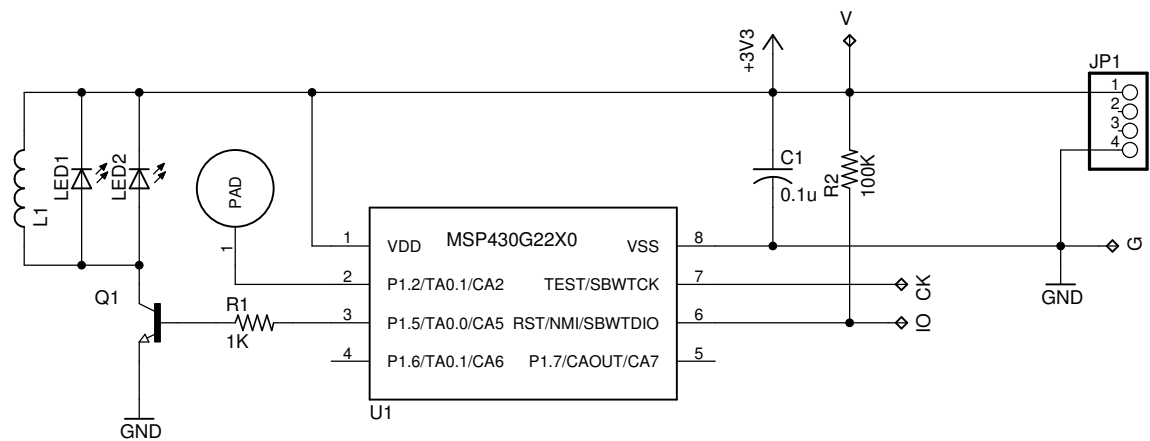 V
+3V3
JP1
1
2
3
4
LED1
LED2
L1
PAD
1
C1
0.1u
R2
100K
MSP430G22X0
1 VDD
VSS 8
2 P1.2/TA0.1/CA2
TEST/SBWTCK 7
3 P1.5/TA0.0/CA5
RST/NMI/SBWTDIO 6
4 P1.6/TA0.1/CA6
P1.7/CAOUT/CA7 5
U1
G
CK
IO
GND
Q1
R1
1K
GND